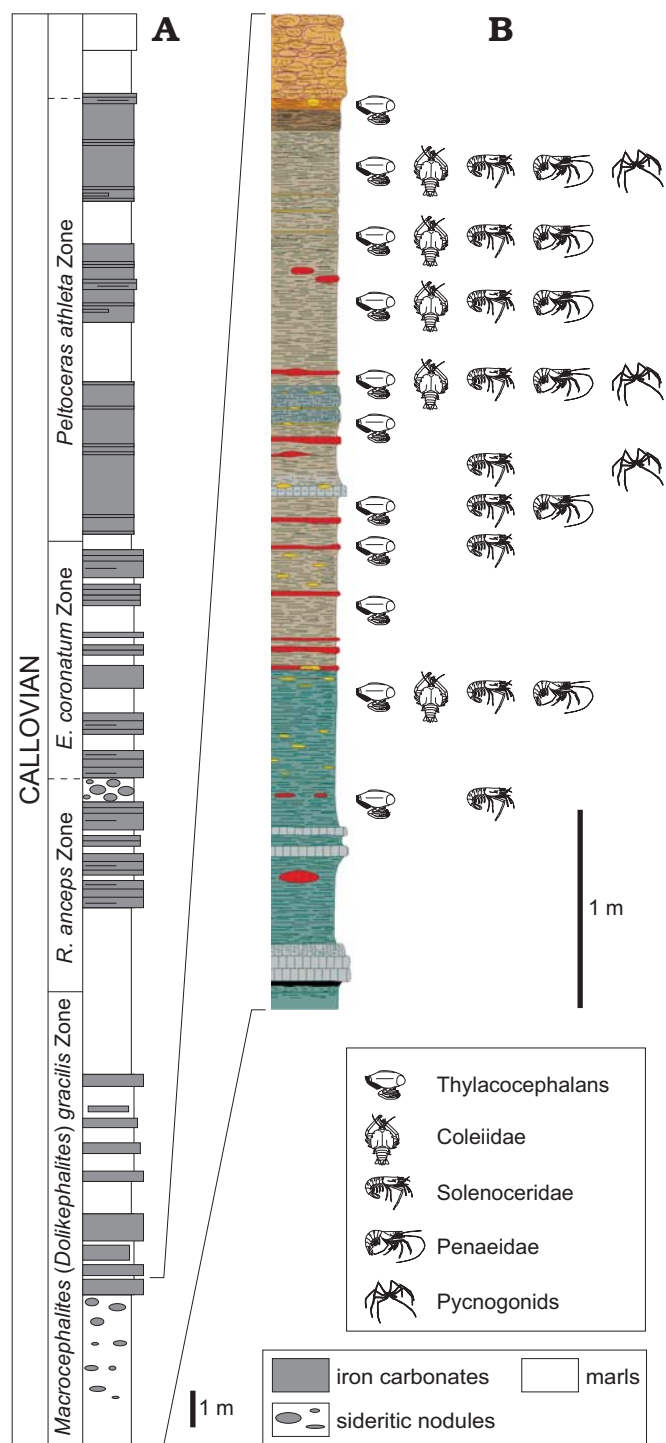 A
B
CALLOVIAN
Peltoceras athleta Zone
E. coronatum Zone
R. anceps Zone
Macrocephalites (Dolikephalites) gracilis Zone
1 m
1 m
Thylacocephalans
Coleiidae
Solenoceridae
Penaeidae
Pycnogonids
iron carbonates
marls
sideritic nodules